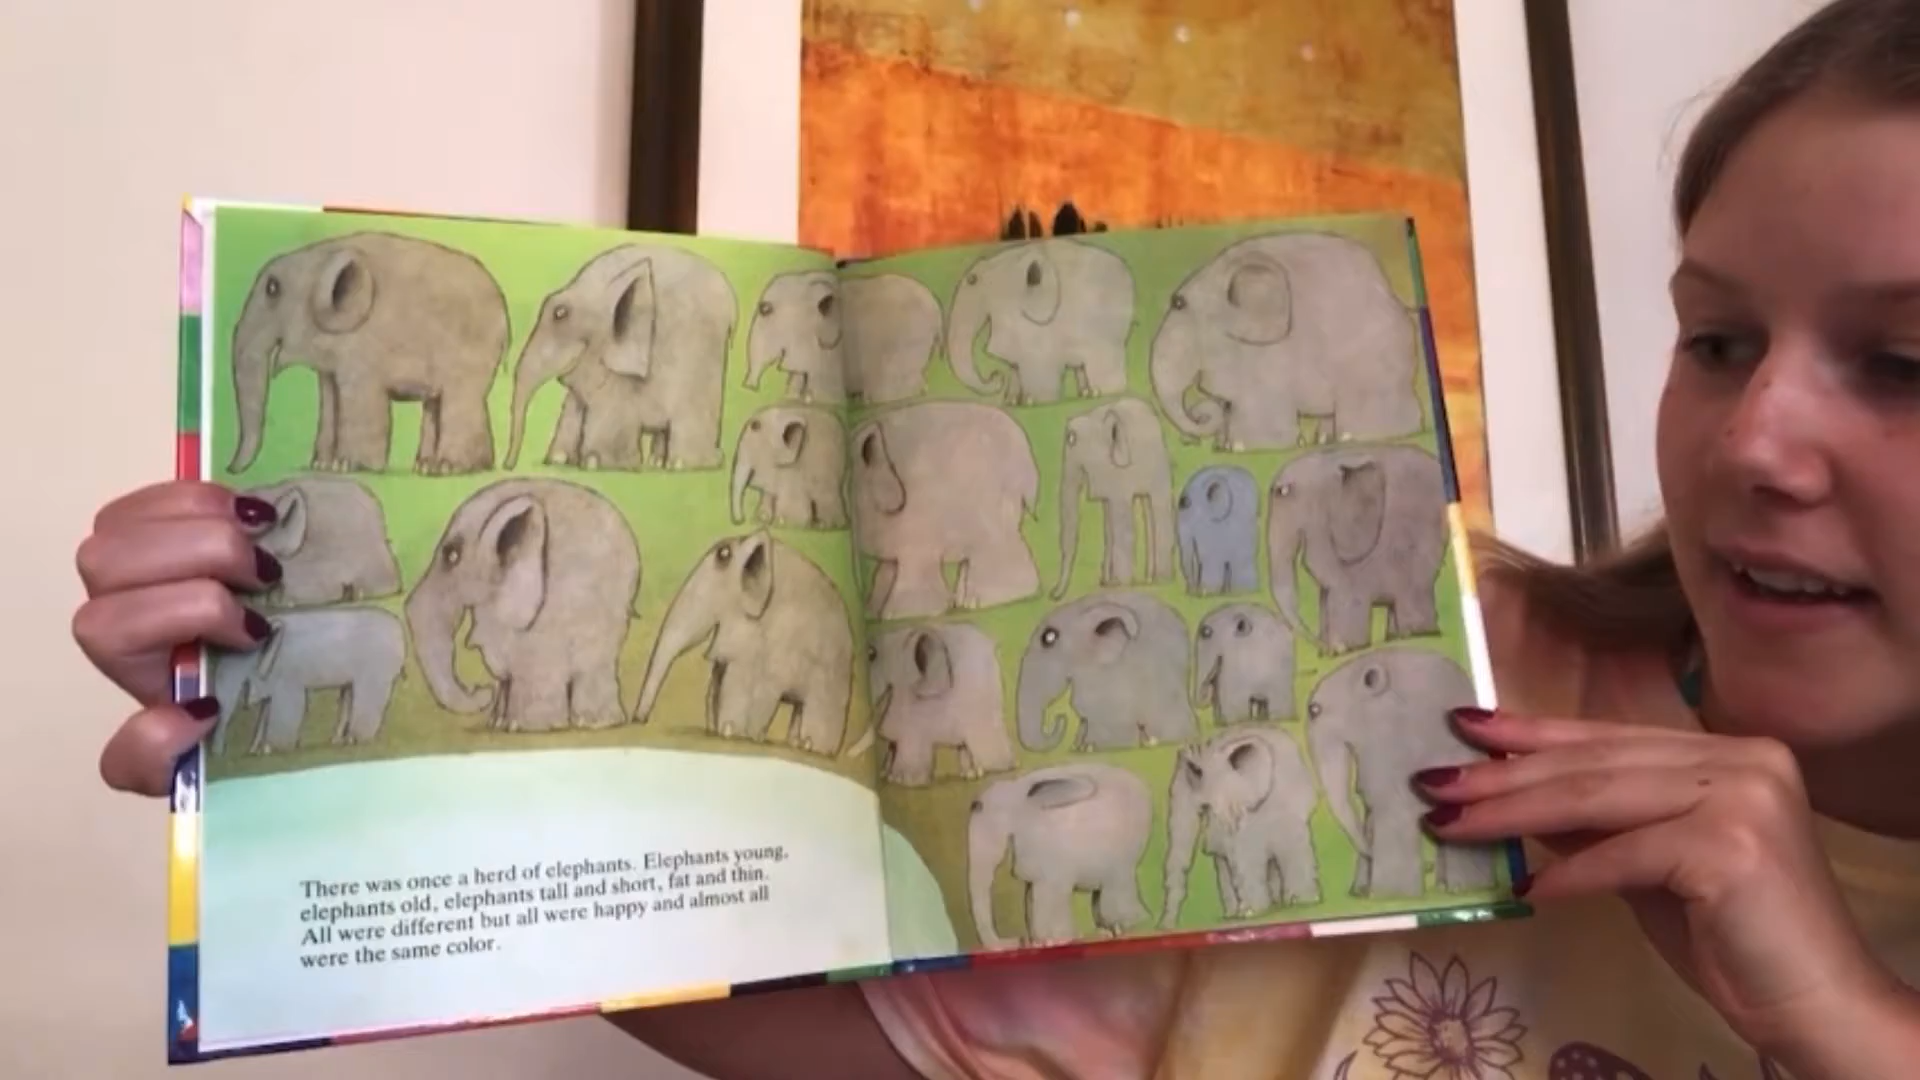 There was once a herd of elephants. Elephants young,
elephants old, elephants tall and short, fat and thin.
All were different but all were happy and almost all
were the same color.